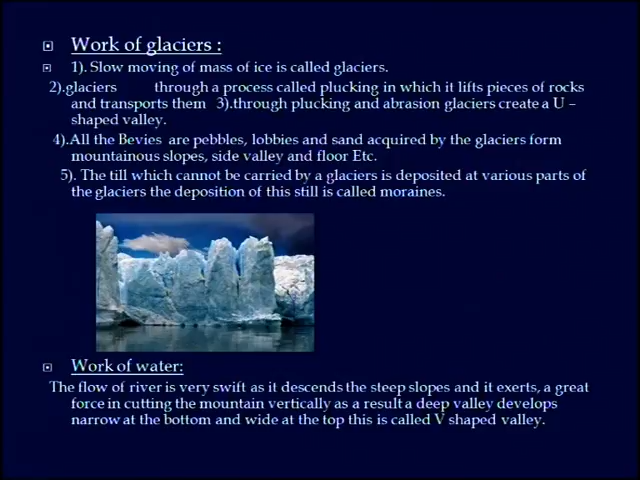 Work of glaciers :
1). Slow moving of mass of ice is called glaciers.
2).glaciers through a process called plucking in which it lifts pieces of rocks
and transports them 3).through plucking and abrasion glaciers create a U –
shaped valley.
4).All the Bevies are pebbles, lobbies and sand acquired by the glaciers form
mountainous slopes, side valley and floor Etc.
5). The till which cannot be carried by a glaciers is deposited at various parts of
the glaciers the deposition of this still is called moraines.
Work of water:
The flow of river is very swift as it descends the steep slopes and it exerts, a great
force in cutting the mountain vertically as a result a deep valley develops
narrow at the bottom and wide at the top this is called V shaped valley.